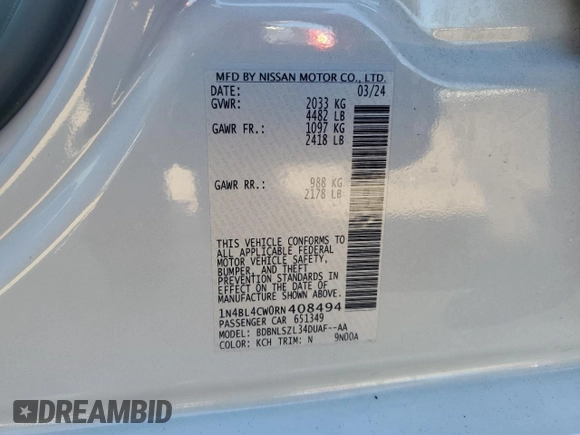 MFD BY NISSAN MOTOR CO., LTD.
DATE: 03/24
GVWR: 2033 KG
4482 LB
GAWR FR.: 1097 KG
2418 LB
GAWR RR.: 988 KG
2178 LB
THIS VEHICLE CONFORMS TO
ALL APPLICABLE FEDERAL
MOTOR VEHICLE SAFETY,
BUMPER, AND THEFT
PREVENTION STANDARDS IN
EFFECT ON THE DATE OF
MANUFACTURE SHOWN ABOVE.
1N4BL4CW0RN408494
PASSENGER CAR 651349
MODEL: BDBNLSZL34DUAF--AA
COLOR: KCH TRIM: N 9N00A
DREAMBID